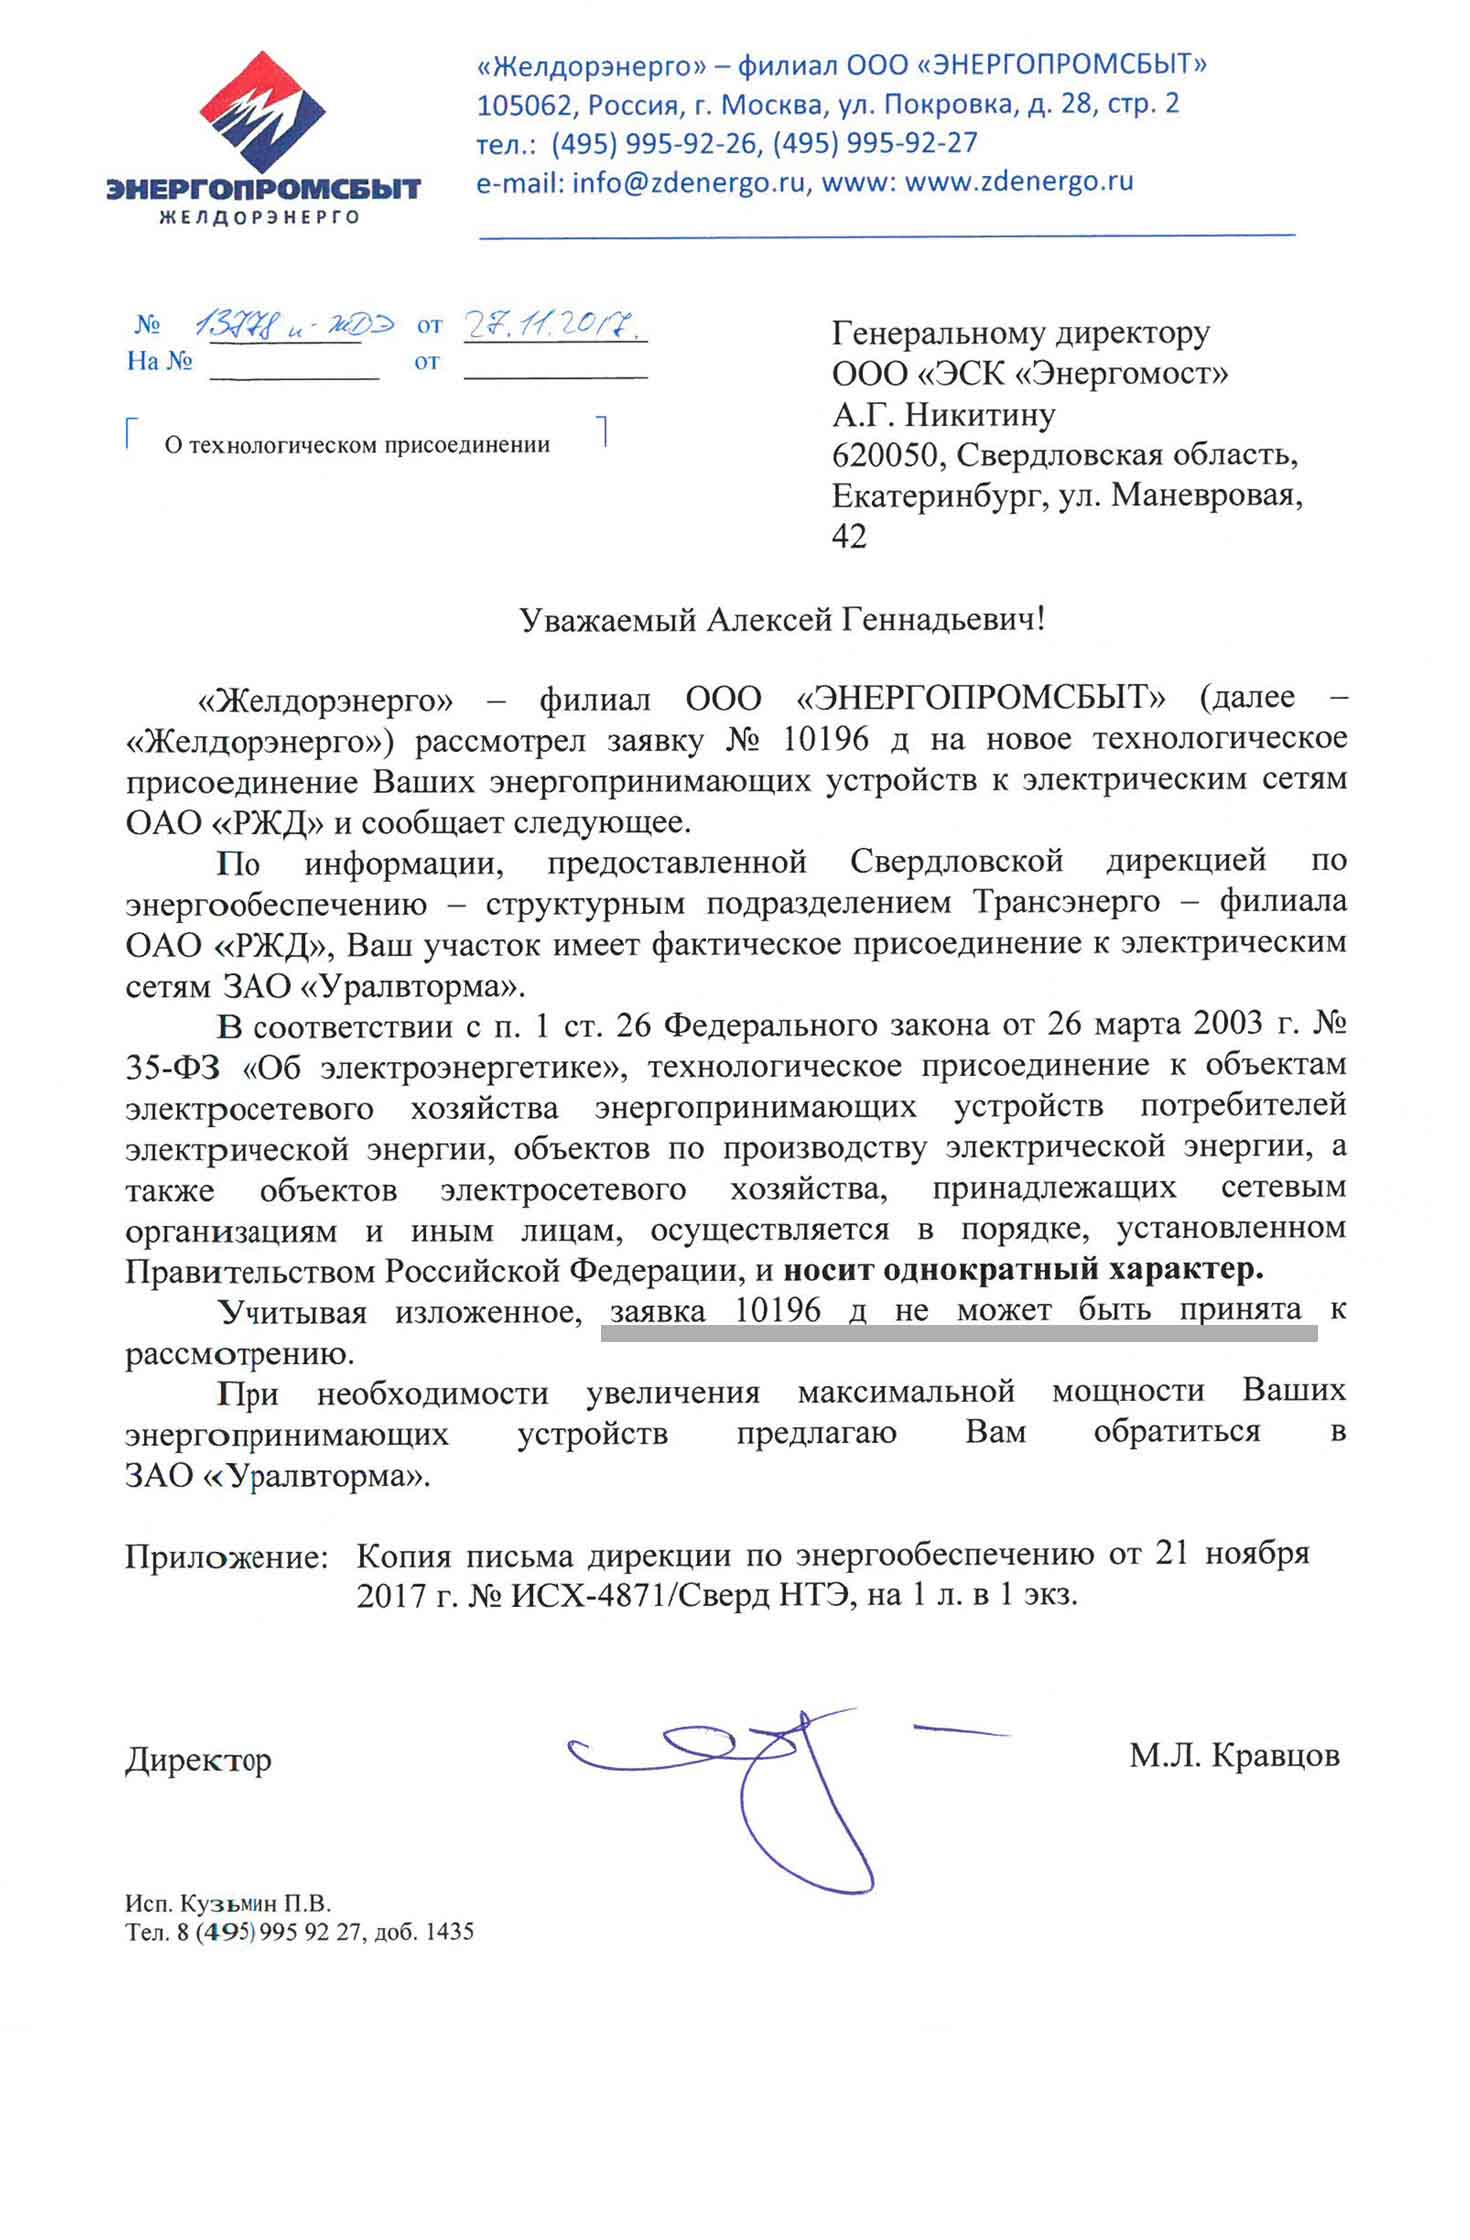 «Желдорэнерго» – филиал ООО «ЭНЕРГОПРОМСБЫТ»
105062, Россия, г. Москва, ул. Покровка, д. 28, стр. 2
тел.: (495) 995-92-26, (495) 995-92-27
e-mail: info@zdenergo.ru, www: www.zdenergo.ru
ЭНЕРГОПРОМСБЫТ
ЖЕЛДОРЭНЕРГО
№ 13778 и-ЖДЭ от 27.11.2017.
На № от
О технологическом присоединении
Генеральному директору
ООО «ЭСК «Энергомост»
А.Г. Никитину
620050, Свердловская область,
Екатеринбург, ул. Маневровая,
42
Уважаемый Алексей Геннадьевич!
«Желдорэнерго» – филиал ООО «ЭНЕРГОПРОМСБЫТ» (далее –
«Желдорэнерго») рассмотрел заявку № 10196 д на новое технологическое
присоединение Ваших энергопринимающих устройств к электрическим сетям
ОАО «РЖД» и сообщает следующее.
По информации, предоставленной Свердловской дирекцией по
энергообеспечению – структурным подразделением Трансэнерго – филиала
ОАО «РЖД», Ваш участок имеет фактическое присоединение к электрическим
сетям ЗАО «Уралвторма».
В соответствии с п. 1 ст. 26 Федерального закона от 26 марта 2003 г. №
35-ФЗ «Об электроэнергетике», технологическое присоединение к объектам
электросетевого хозяйства энергопринимающих устройств потребителей
электрической энергии, объектов по производству электрической энергии, а
также объектов электросетевого хозяйства, принадлежащих сетевым
организациям и иным лицам, осуществляется в порядке, установленном
Правительством Российской Федерации, и носит однократный характер.
Учитывая изложенное, заявка 10196 д не может быть принята к
рассмотрению.
При необходимости увеличения максимальной мощности Ваших
энергопринимающих устройств предлагаю Вам обратиться в
ЗАО «Уралвторма».
Приложение: Копия письма дирекции по энергообеспечению от 21 ноября
2017 г. № ИСХ-4871/Сверд НТЭ, на 1 л. в 1 экз.
Директор М.Л. Кравцов
Исп. Кузьмин П.В.
Тел. 8 (495) 995 92 27, доб. 1435